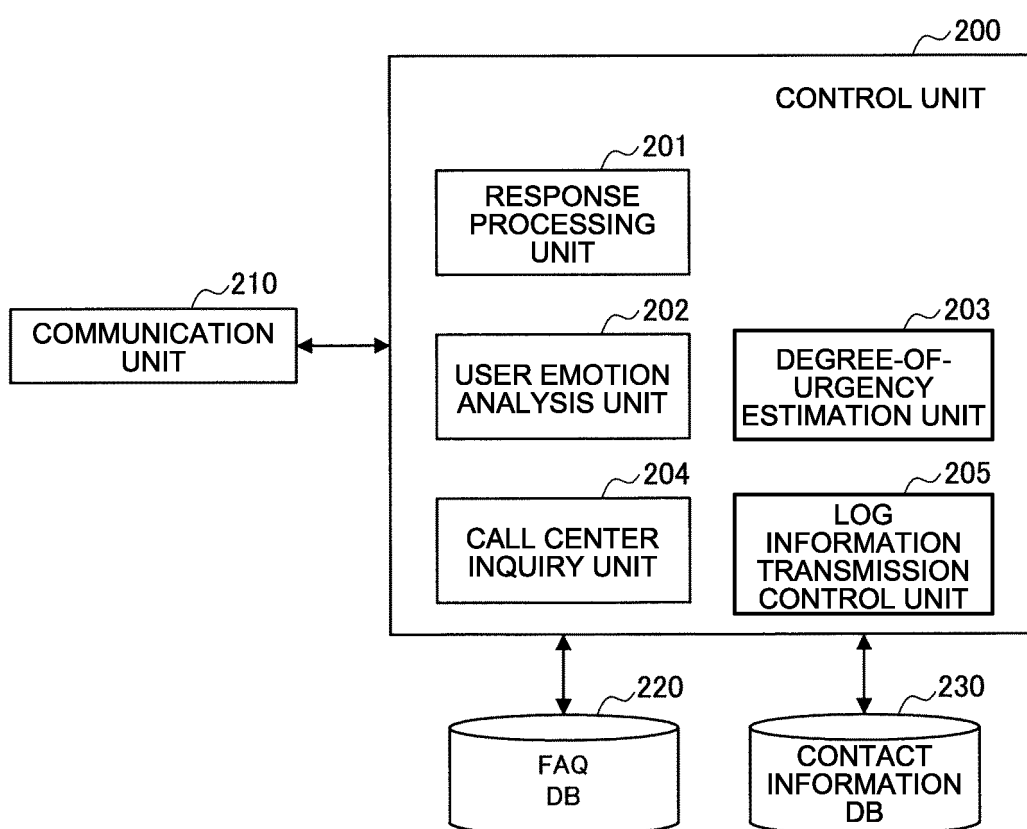 200
CONTROL UNIT
201
RESPONSE
PROCESSING
UNIT
210
COMMUNICATION
UNIT
202
USER EMOTION
ANALYSIS UNIT
203
DEGREE-OF-
URGENCY
ESTIMATION UNIT
204
CALL CENTER
INQUIRY UNIT
205
LOG
INFORMATION
TRANSMISSION
CONTROL UNIT
220
FAQ
DB
230
CONTACT
INFORMATION
DB